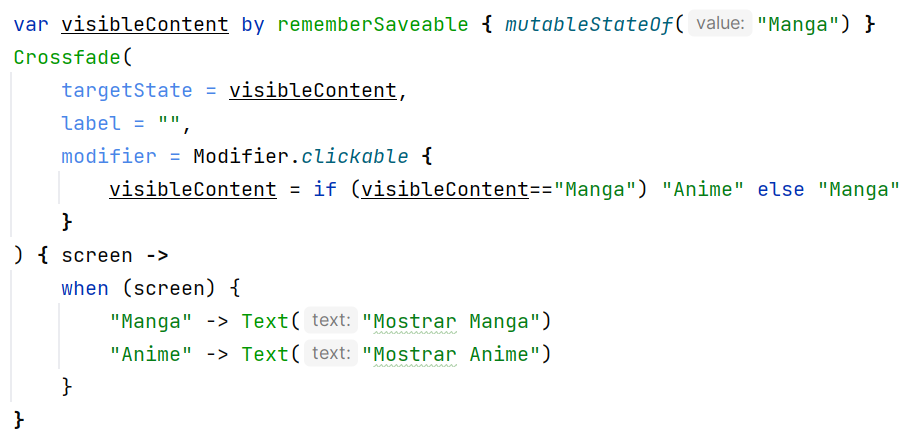 var visibleContent by rememberSaveable { mutableStateOf( value: "Manga") }
Crossfade(
    targetState = visibleContent,
    label = "",
    modifier = Modifier.clickable {
        visibleContent = if (visibleContent=="Manga") "Anime" else "Manga"
    }
) { screen ->
    when (screen) {
        "Manga" -> Text( text: "Mostrar Manga")
        "Anime" -> Text( text: "Mostrar Anime")
    }
}